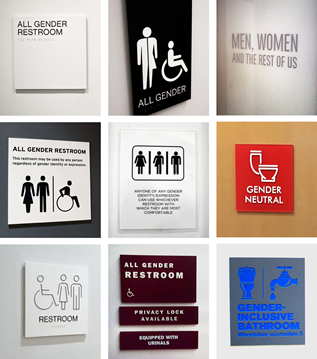 ALL GENDER
RESTROOM
ALL GENDER
MEN, WOMEN
AND THE REST OF US
ALL GENDER RESTROOM
This restroom may be used by any person
regardless of gender identity or expression.
ANYONE OF ANY GENDER
IDENTITY/EXPRESSION
CAN USE WHICHEVER
RESTROOM WITH
WHICH THEY ARE MOST
COMFORTABLE
GENDER
NEUTRAL
RESTROOM
ALL GENDER
RESTROOM
PRIVACY LOCK
AVAILABLE
EQUIPPED WITH
URINALS
GENDER-
INCLUSIVE
BATHROOM
Wheelchair accessible